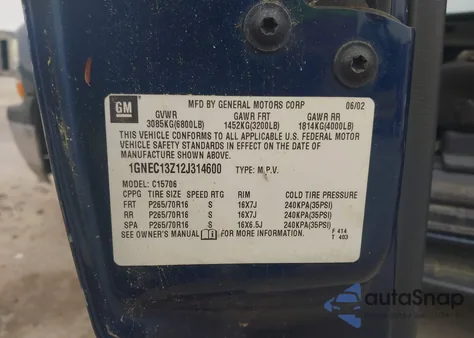 GM
MFD BY GENERAL MOTORS CORP 06/02
GVWR GAWR FRT GAWR RR
3085KG(6800LB) 1452KG(3200LB) 1814KG(4000LB)
THIS VEHICLE CONFORMS TO ALL APPLICABLE U.S. FEDERAL MOTOR
VEHICLE SAFETY STANDARDS IN EFFECT ON THE DATE OF
MANUFACTURE SHOWN ABOVE.
1GNEC13Z12J314600 TYPE: M.P.V.
MODEL: C15706
CPPG TIRE SIZE SPEED RTG RIM COLD TIRE PRESSURE
FRT P265/70R16 S 16X7J 240KPA(35PSI)
RR P265/70R16 S 16X7J 240KPA(35PSI)
SPA P265/70R16 S 16X6.5J 240KPA(35PSI)
SEE OWNER'S MANUAL FOR MORE INFORMATION. F 414
T 403
autoSnap